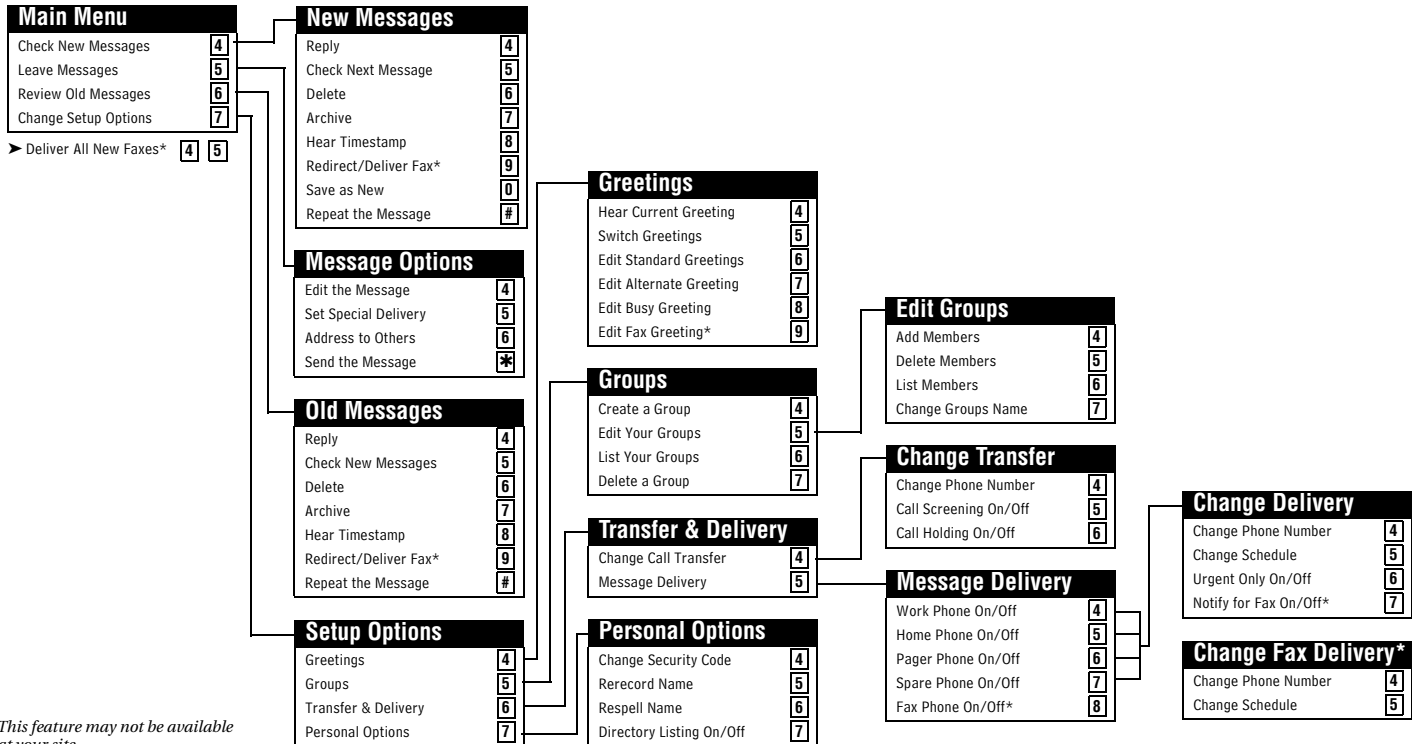 Main Menu
Check New Messages 4
Leave Messages 5
Review Old Messages 6
Change Setup Options 7
➤ Deliver All New Faxes* 4 5
New Messages
Reply 4
Check Next Message 5
Delete 6
Archive 7
Hear Timestamp 8
Redirect/Deliver Fax* 9
Save as New 0
Repeat the Message #
Message Options
Edit the Message 4
Set Special Delivery 5
Address to Others 6
Send the Message ✱
Old Messages
Reply 4
Check New Messages 5
Delete 6
Archive 7
Hear Timestamp 8
Redirect/Deliver Fax* 9
Repeat the Message #
Setup Options
Greetings 4
Groups 5
Transfer & Delivery 6
Personal Options 7
Greetings
Hear Current Greeting 4
Switch Greetings 5
Edit Standard Greetings 6
Edit Alternate Greeting 7
Edit Busy Greeting 8
Edit Fax Greeting* 9
Groups
Create a Group 4
Edit Your Groups 5
List Your Groups 6
Delete a Group 7
Transfer & Delivery
Change Call Transfer 4
Message Delivery 5
Personal Options
Change Security Code 4
Rerecord Name 5
Respell Name 6
Directory Listing On/Off 7
Edit Groups
Add Members 4
Delete Members 5
List Members 6
Change Groups Name 7
Change Transfer
Change Phone Number 4
Call Screening On/Off 5
Call Holding On/Off 6
Message Delivery
Work Phone On/Off 4
Home Phone On/Off 5
Pager Phone On/Off 6
Spare Phone On/Off 7
Fax Phone On/Off* 8
Change Delivery
Change Phone Number 4
Change Schedule 5
Urgent Only On/Off 6
Notify for Fax On/Off* 7
Change Fax Delivery*
Change Phone Number 4
Change Schedule 5
This feature may not be available
at your site